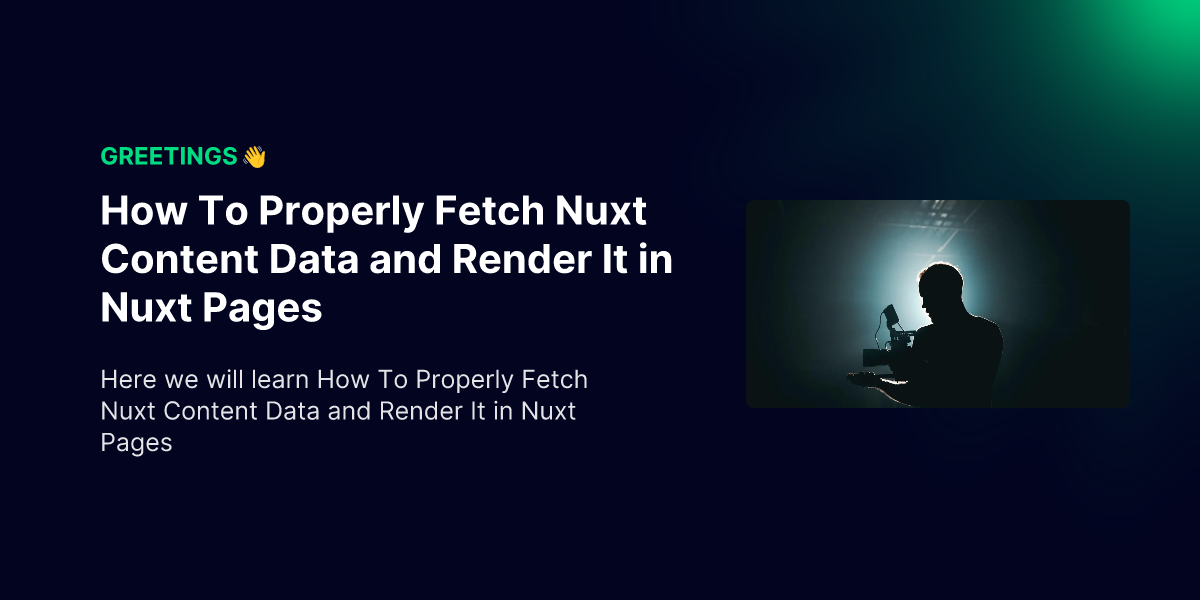 GREETINGS 👋
How To Properly Fetch Nuxt
Content Data and Render It in
Nuxt Pages
Here we will learn How To Properly Fetch
Nuxt Content Data and Render It in Nuxt
Pages